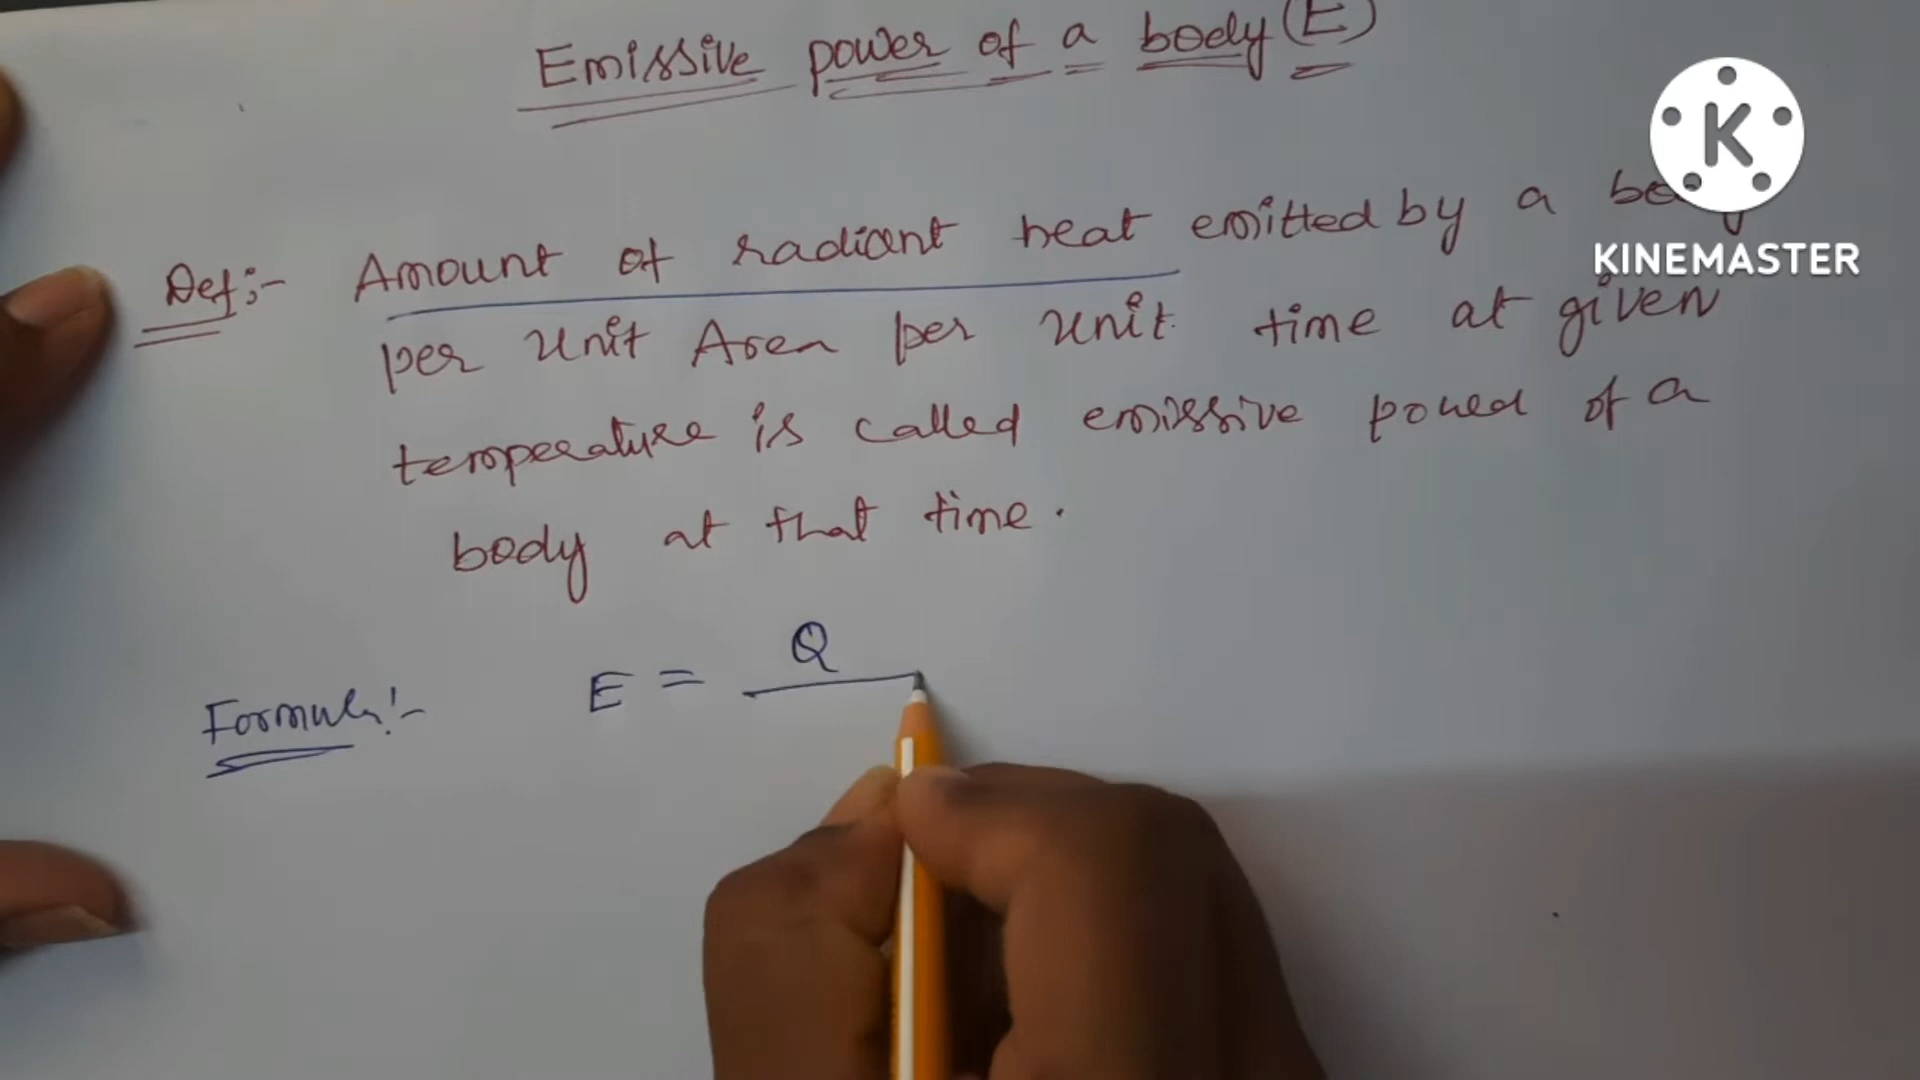 Emissive power of a body (E)
Def:- Amount of radiant heat emitted by a body
per unit Area per unit time at given
temperature is called emissive power of a
body at that time.
Formula:- E = Q
K
KINEMASTER